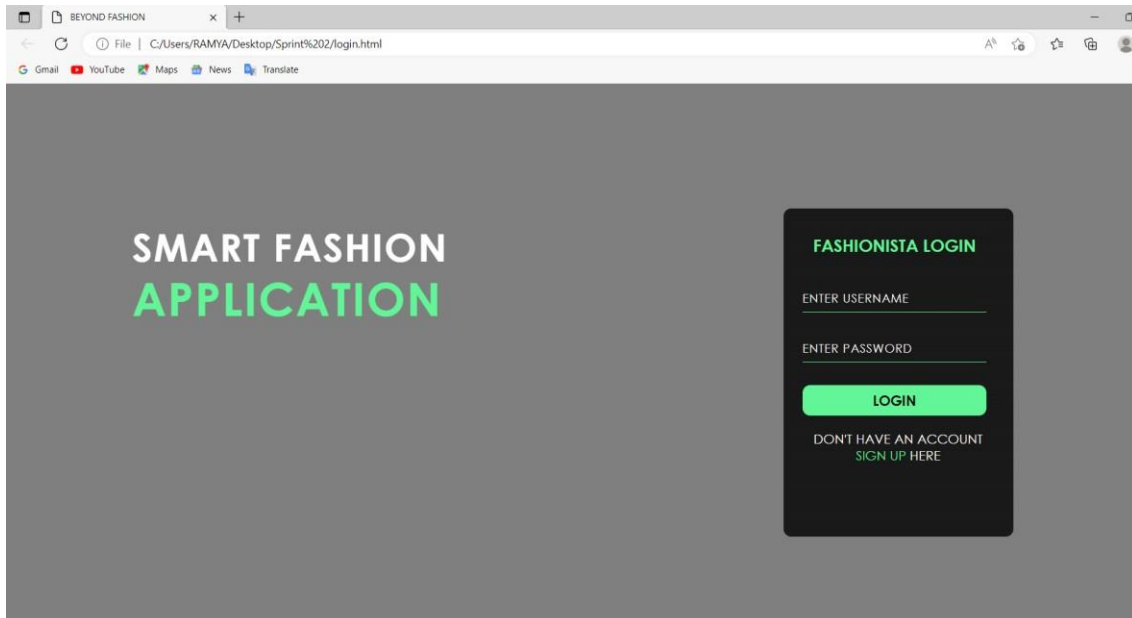 BEYOND FASHION
File | C:/Users/RAMYA/Desktop/Sprint%202/login.html
Gmail YouTube Maps News Translate
SMART FASHION
APPLICATION
FASHIONISTA LOGIN
ENTER USERNAME
ENTER PASSWORD
LOGIN
DON'T HAVE AN ACCOUNT
SIGN UP HERE